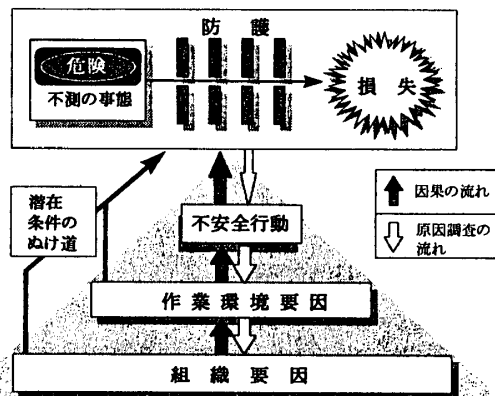 防護
危険
不測の事態
損失
潜在
条件の
ぬけ道
不安全行動
因果の流れ
原因調査の
流れ
作業環境要因
組織要因